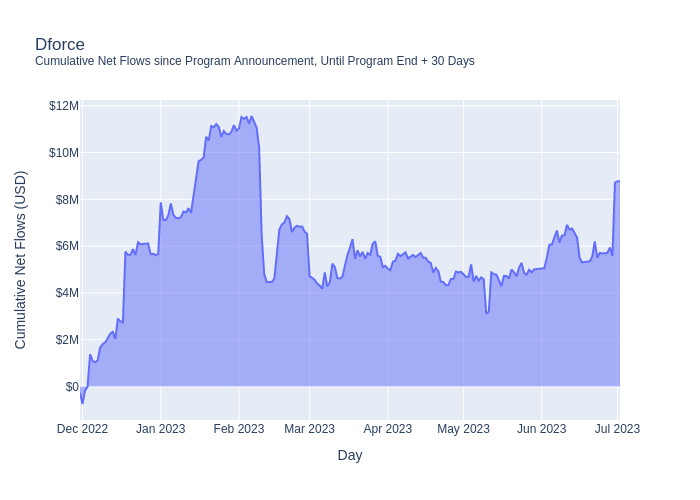 Dforce
Cumulative Net Flows since Program Announcement, Until Program End + 30 Days
Cumulative Net Flows (USD)
$12M
$10M
$8M
$6M
$4M
$2M
$0
Dec 2022
Jan 2023
Feb 2023
Mar 2023
Apr 2023
May 2023
Jun 2023
Jul 2023
Day